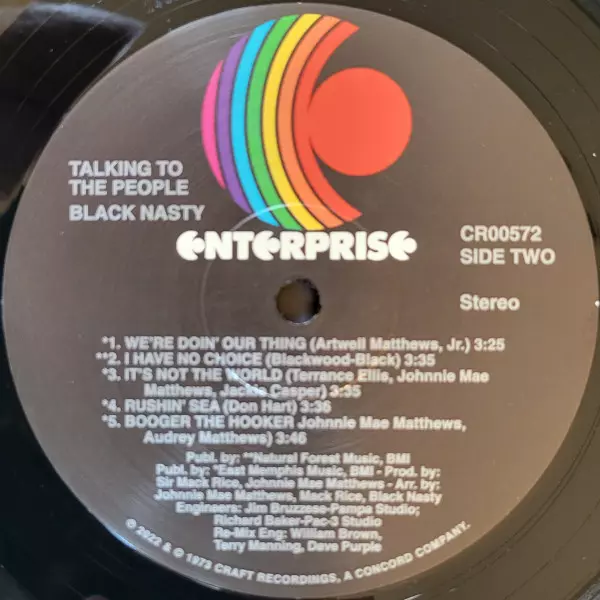 TALKING TO
THE PEOPLE
BLACK NASTY
ENTERPRISE
CR00572
SIDE TWO
Stereo
*1. WE'RE DOIN' OUR THING (Artwell Matthews, Jr.) 3:25
**2. I HAVE NO CHOICE (Blackwood-Black) 3:35
*3. IT'S NOT THE WORLD (Terrance Ellis, Johnnie Mae
Matthews, Jackie Casper) 3:35
*4. RUSHIN' SEA (Don Hart) 3:36
*5. BOOGER THE HOOKER Johnnie Mae Matthews,
Audrey Matthews) 3:46
Publ. by: **Natural Forest Music, BMI
Publ. by: *East Memphis Music, BMI - Prod. by:
Sir Mack Rice, Johnnie Mae Matthews - Arr. by:
Johnnie Mae Matthews, Mack Rice, Black Nasty
Engineers: Jim Bruzzese-Pampa Studio;
Richard Baker-Pac-3 Studio
Re-Mix Eng: William Brown,
Terry Manning, Dave Purple
℗ 2022 & © 1973 CRAFT RECORDINGS, A CONCORD COMPANY.